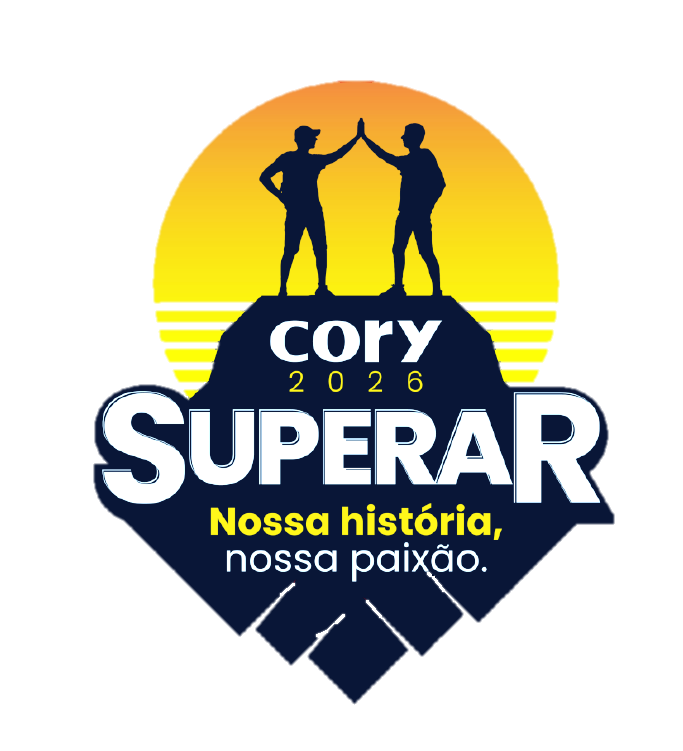 cory
2026
SUPERAR
Nossa história,
nossa paixão.